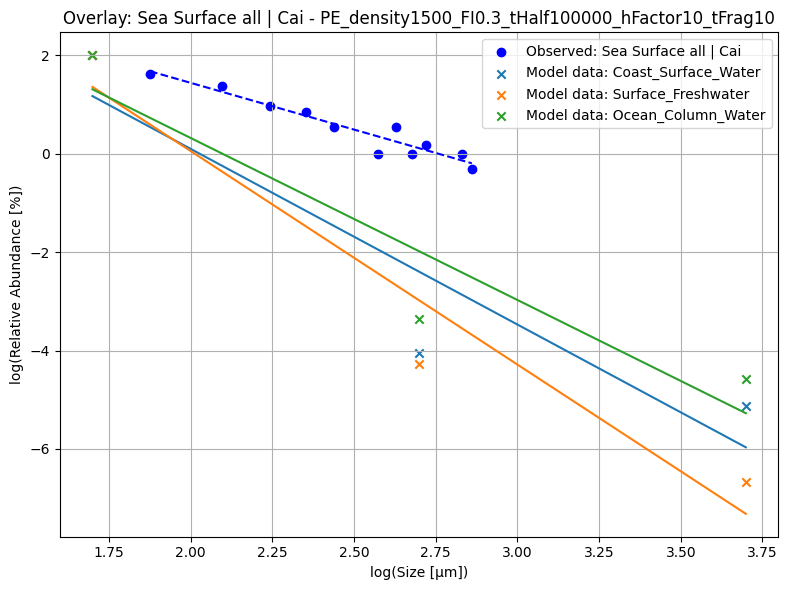 Overlay: Sea Surface all | Cai - PE_density1500_FI0.3_tHalf100000_hFactor10_tFrag10
Observed: Sea Surface all | Cai
Model data: Coast_Surface_Water
Model data: Surface_Freshwater
Model data: Ocean_Column_Water
log(Relative Abundance [%])
2
0
−2
−4
−6
1.75 2.00 2.25 2.50 2.75 3.00 3.25 3.50 3.75
log(Size [μm])